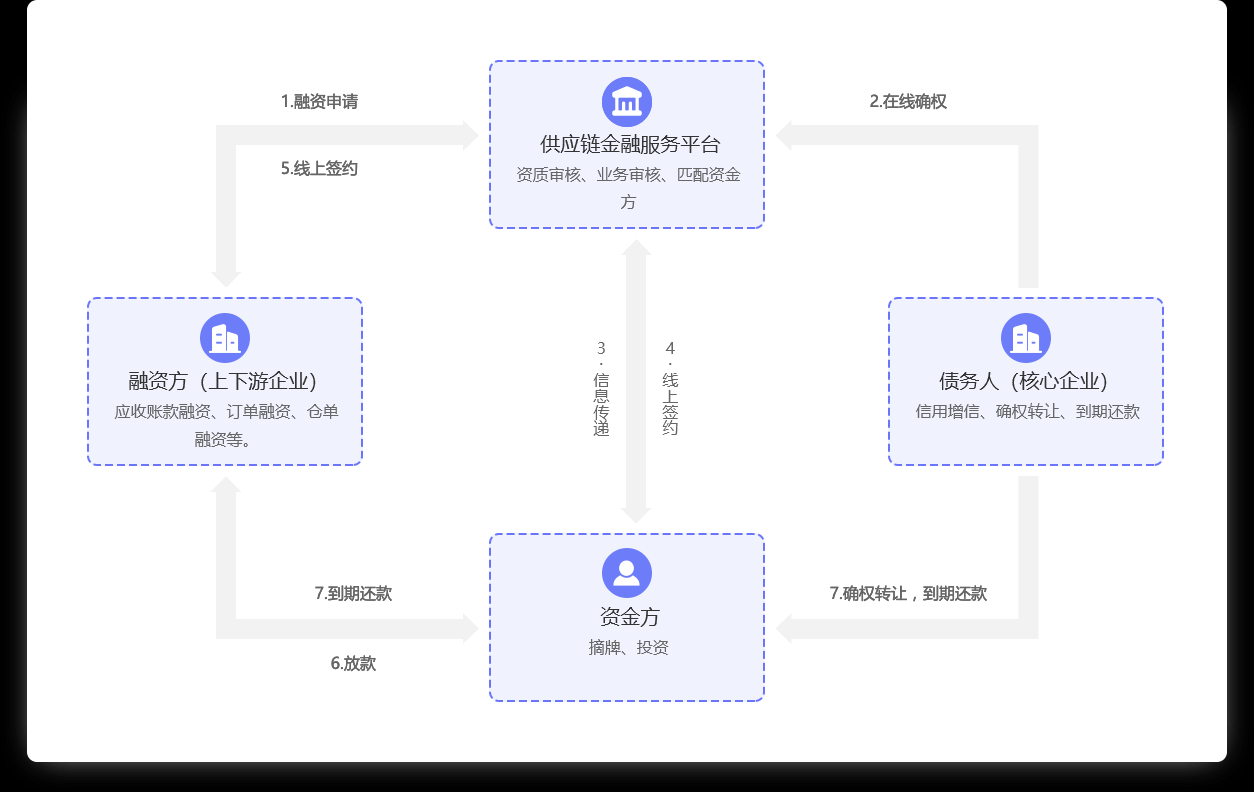 1.融资申请
2.在线确权
供应链金融服务平台
5.线上签约
资质审核、业务审核、匹配资金
方
3.信息传递
4.线上签约
融资方（上下游企业）
应收账款融资、订单融资、仓单
融资等。
债务人（核心企业）
信用增信、确权转让、到期还款
7.到期还款
7.确权转让，到期还款
资金方
摘牌、投资
6.放款